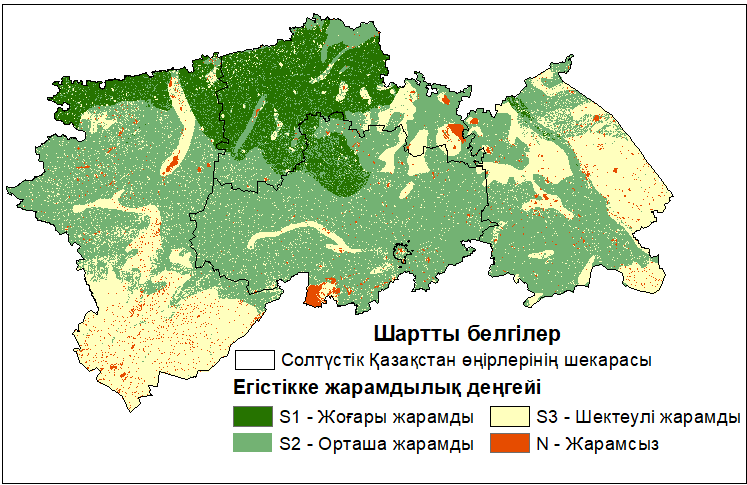 Шартты белгілер
Солтүстік Қазақстан өңірлерінің шекарасы
Егістікке жарамдылық деңгейі
S1 - Жоғары жарамды
S3 - Шектеулі жарамды
S2 - Орташа жарамды
N - Жарамсыз